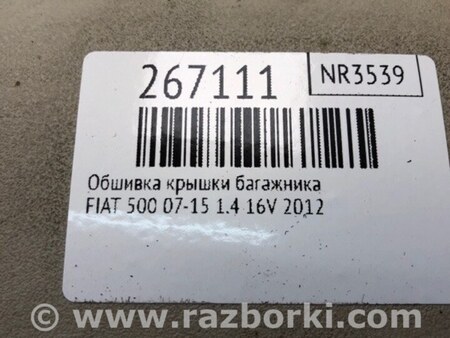 267111
NR3539
Обшивка крышки багажника
FIAT 500 07-15 1.4 16V 2012
© www.razborki.com